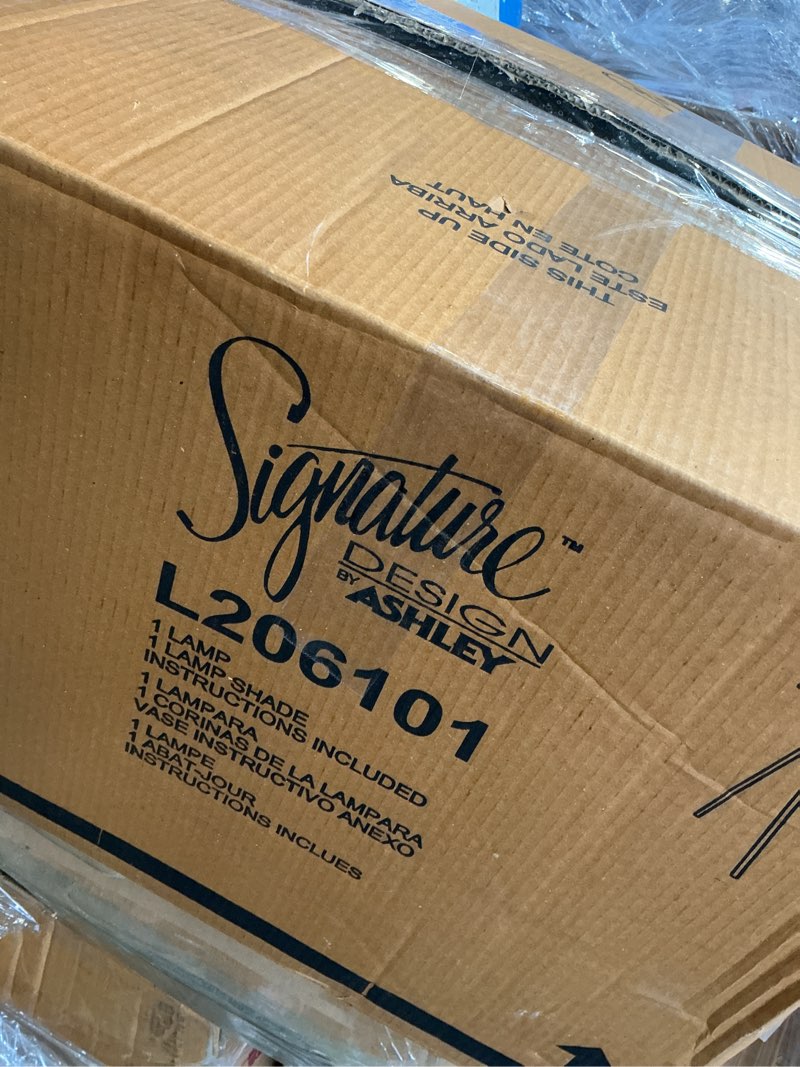 THIS SIDE UP
ESTE LADO ARRIBA
COTE EN HAUT
Signature™
DESIGN
BY ASHLEY
L206101
1 LAMP
1 LAMP SHADE
INSTRUCTIONS INCLUDED
1 LAMPARA
1 CORINAS DE LA LAMPARA
VASE INSTRUCTIVO ANEXO
1 LAMPE
1 ABAT-JOUR
INSTRUCTIONS INCLUES